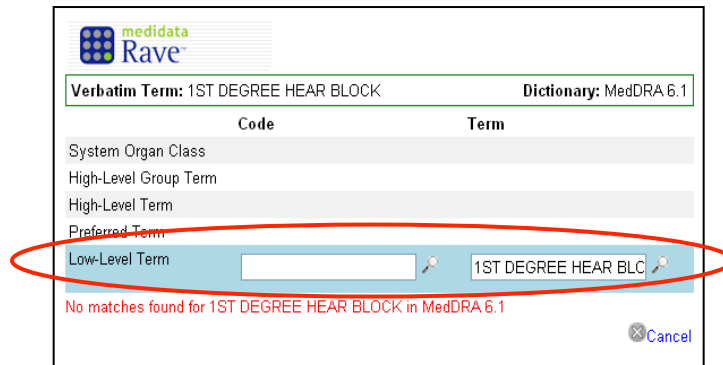 medidata
Rave™
Verbatim Term: 1ST DEGREE HEAR BLOCK Dictionary: MedDRA 6.1
Code Term
System Organ Class
High-Level Group Term
High-Level Term
Preferred Term
Low-Level Term 1ST DEGREE HEAR BLC
No matches found for 1ST DEGREE HEAR BLOCK in MedDRA 6.1
Cancel